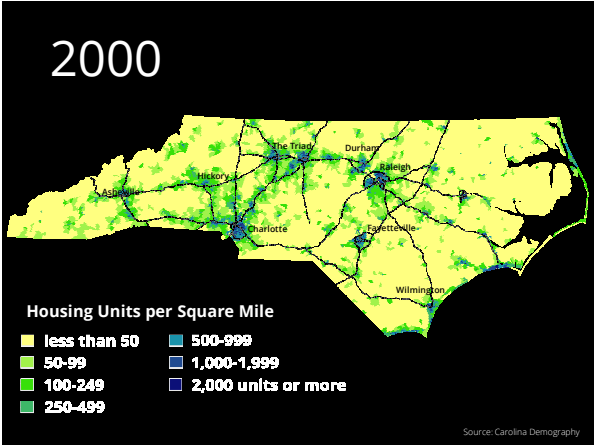 2000
The Triad
Durham
Raleigh
Hickory
Asheville
Charlotte
Fayetteville
Wilmington
Housing Units per Square Mile
less than 50
50-99
100-249
250-499
500-999
1,000-1,999
2,000 units or more
Source: Carolina Demography